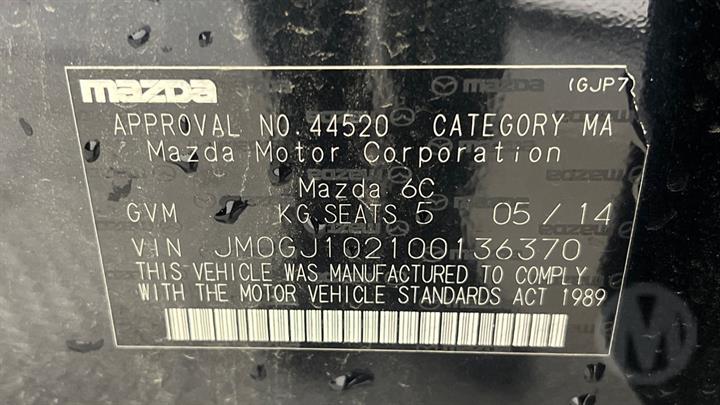 mazda (GJP7
APPROVAL NO.44520 CATEGORY MA
Mazda Motor Corporation
Mazda 6C
GVM KG SEATS 5 05/14
VIN JM0GJ102100136370
THIS VEHICLE WAS MANUFACTURED TO COMPLY
WITH THE MOTOR VEHICLE STANDARDS ACT 1989